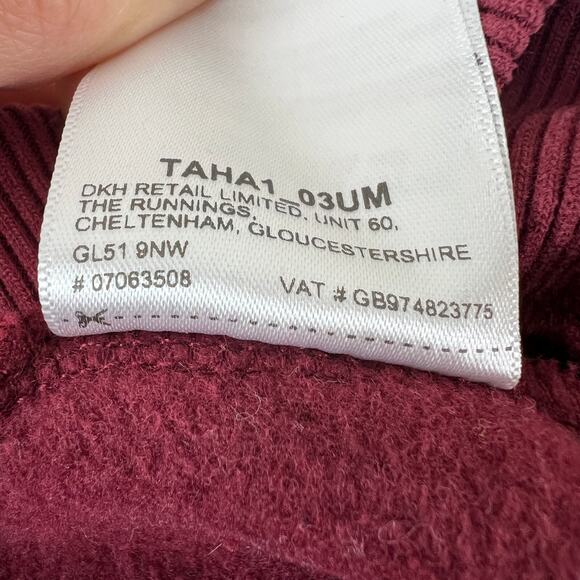 TAHA1_03UM
DKH RETAIL LIMITED, UNIT 60,
THE RUNNINGS,
CHELTENHAM, GLOUCESTERSHIRE
GL51 9NW
# 07063508
VAT # GB974823775